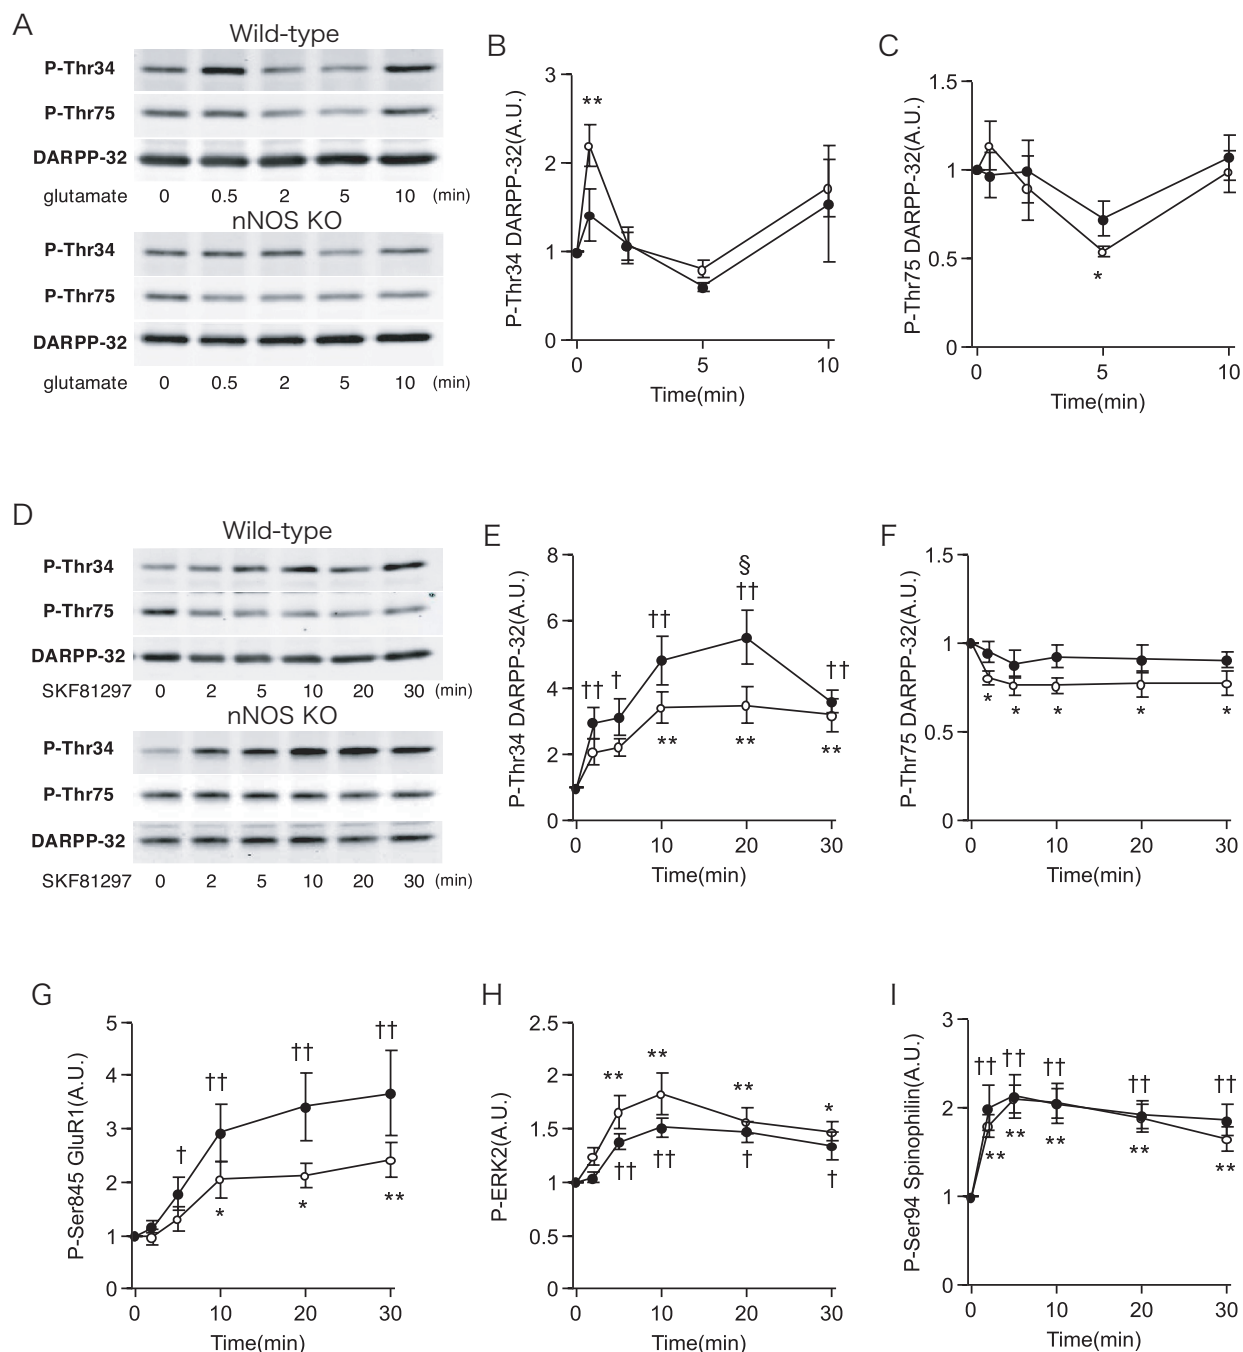 A
Wild-type
P-Thr34
P-Thr75
DARPP-32
glutamate 0 0.5 2 5 10 (min)
nNOS KO
P-Thr34
P-Thr75
DARPP-32
glutamate 0 0.5 2 5 10 (min)
B
P-Thr34 DARPP-32(A.U.)
3
2
1
0
**
0 5 10
Time(min)
C
P-Thr75 DARPP-32(A.U.)
1.5
1
0.5
0
*
0 5 10
Time(min)
D
Wild-type
P-Thr34
P-Thr75
DARPP-32
SKF81297 0 2 5 10 20 30 (min)
nNOS KO
P-Thr34
P-Thr75
DARPP-32
SKF81297 0 2 5 10 20 30 (min)
E
P-Thr34 DARPP-32(A.U.)
8
6
4
2
0
§
†† † †† †† ††
** ** **
0 10 20 30
Time(min)
F
P-Thr75 DARPP-32(A.U.)
1.5
1
0.5
0
* * * * *
0 10 20 30
Time(min)
G
P-Ser845 GluR1(A.U.)
5
4
3
2
1
0
† †† †† ††
* * **
0 10 20 30
Time(min)
H
P-ERK2(A.U.)
2.5
2
1.5
1
0.5
0
** ** ** *
†† †† † †
0 10 20 30
Time(min)
I
P-Ser94 Spinophilin(A.U.)
3
2
1
0
†† †† †† †† ††
** ** ** ** **
0 10 20 30
Time(min)